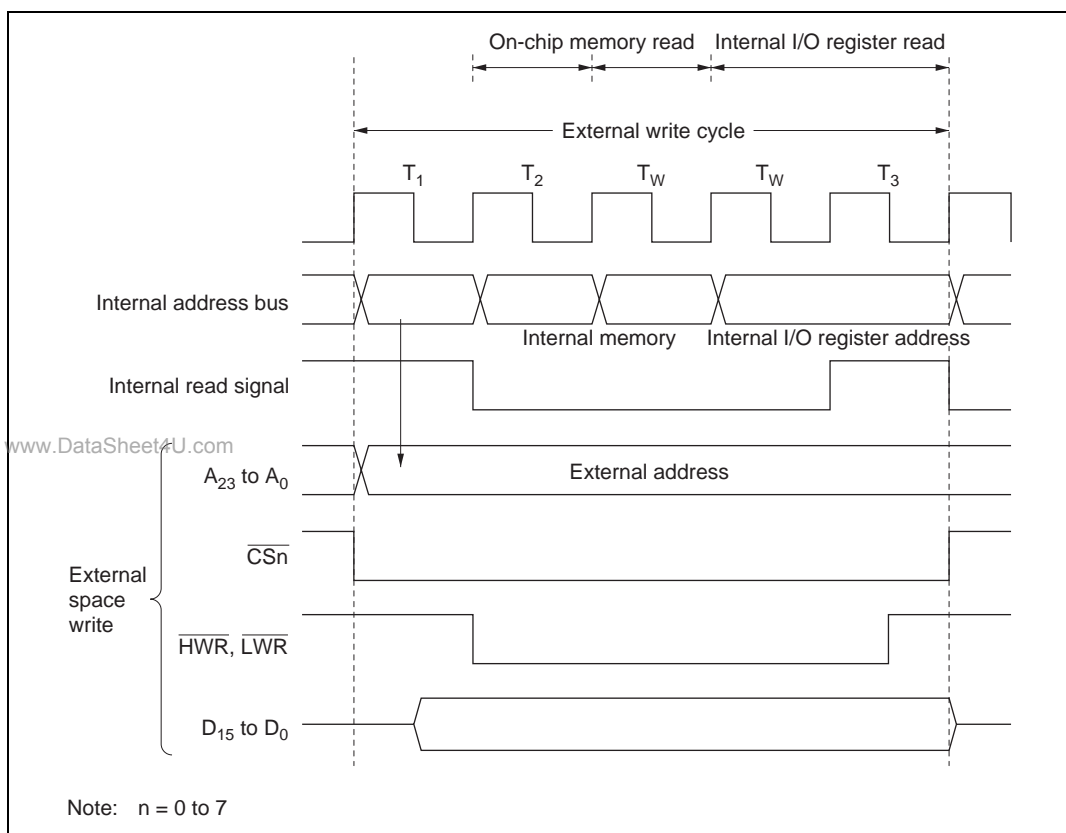 On-chip memory read Internal I/O register read
External write cycle
T1 T2 TW TW T3
Internal address bus
Internal memory Internal I/O register address
Internal read signal
www.DataSheet4U.com
A23 to A0
External address
CSn
External
space
write
HWR, LWR
D15 to D0
Note: n = 0 to 7